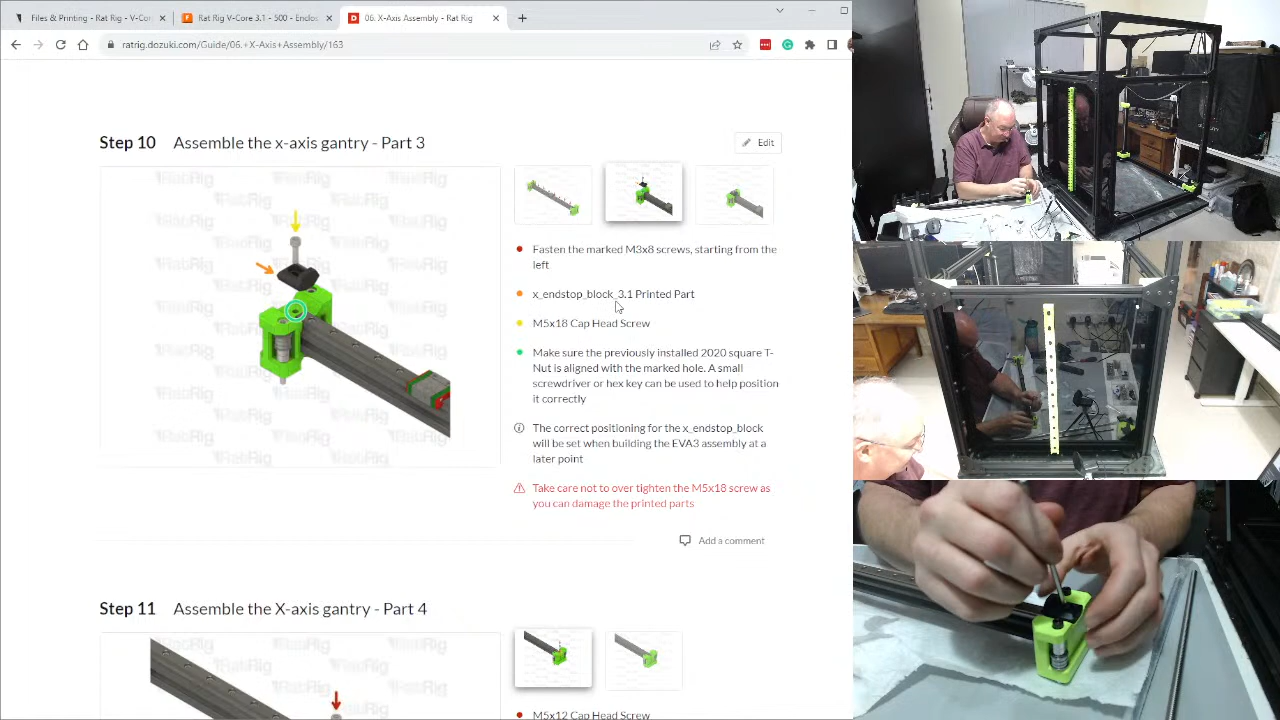 Files & Printing - Rat Rig | V-Cor
Rat Rig V-Core 3.1 - 500 - Endos
06. X-Axis Assembly - Rat Rig
ratrig.dozuki.com/Guide/06.+X-Axis+Assembly/163
Step 10 Assemble the x-axis gantry - Part 3
Edit
Fasten the marked M3x8 screws, starting from the
left
x_endstop_block_3.1 Printed Part
M5x18 Cap Head Screw
Make sure the previously installed 2020 square T-
Nut is aligned with the marked hole. A small
screwdriver or hex key can be used to help position
it correctly
The correct positioning for the x_endstop_block
will be set when building the EVA3 assembly at a
later point
Take care not to over tighten the M5x18 screw as
you can damage the printed parts
Add a comment
Step 11 Assemble the X-axis gantry - Part 4
M5x12 Cap Head Screw